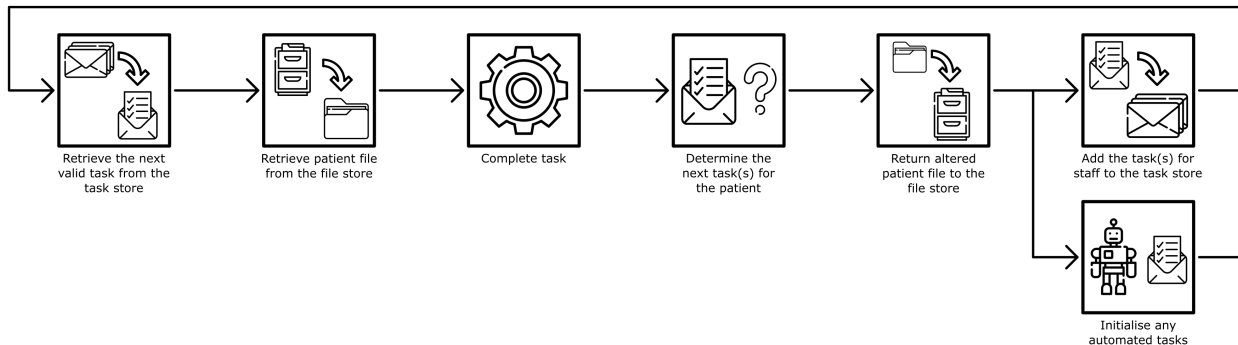 Retrieve the next
valid task from the
task store
Retrieve patient file
from the file store
Complete task
Determine the
next task(s) for
the patient
Return altered
patient file to the
file store
Add the task(s) for
staff to the task store
Initialise any
automated tasks